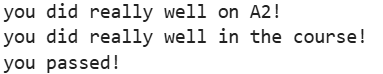 you did really well on A2!
you did really well in the course!
you passed!